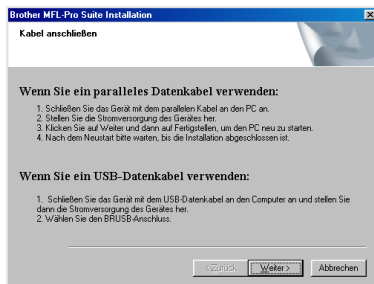 Brother MFL-Pro Suite Installation
Kabel anschließen
Wenn Sie ein paralleles Datenkabel verwenden:
1. Schließen Sie das Gerät mit dem parallelen Kabel an den PC an.
2. Stellen Sie die Stromversorgung des Gerätes her.
3. Klicken Sie auf Weiter und dann auf Fertigstellen, um den PC neu zu starten.
4. Nach dem Neustart bitte warten, bis die Installation abgeschlossen ist.
Wenn Sie ein USB-Datenkabel verwenden:
1. Schließen Sie das Gerät mit dem USB-Datenkabel an den Computer an und stellen Sie
dann die Stromversorgung des Gerätes her.
2. Wählen Sie den BRUSB-Anschluss.
< Zurück Weiter > Abbrechen